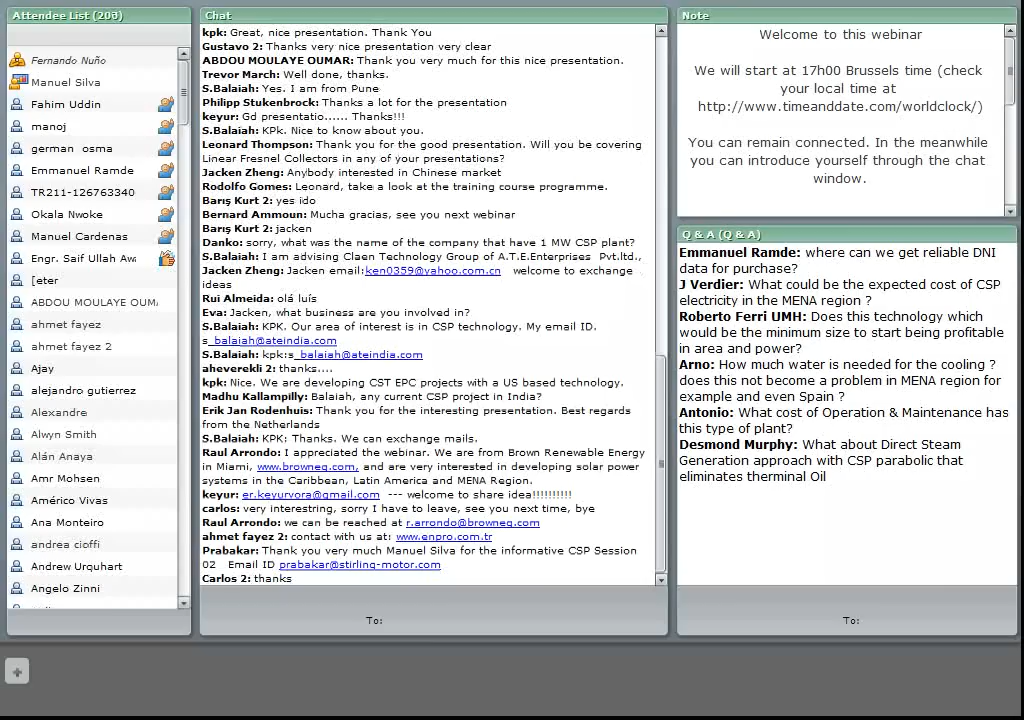 Attendee List (203)
Fernando Nuño
Manuel Silva
Fahim Uddin
manoj
german osma
Emmanuel Ramde
TR211-126763340
Okala Nwoke
Manuel Cardenas
Engr. Saif Ullah Awa
[eter
ABDOU MOULAYE OUM
ahmet fayez
ahmet fayez 2
Ajay
alejandro gutierrez
Alexandre
Alwyn Smith
Alán Anaya
Amr Mohsen
Américo Vivas
Ana Monteiro
andrea cioffi
Andrew Urquhart
Angelo Zinni
Chat
kpk: Great, nice presentation. Thank You
Gustavo 2: Thanks very nice presentation very clear
ABDOU MOULAYE OUMAR: Thank you very much for this nice presentation.
Trevor March: Well done, thanks.
S.Balaiah: Yes. I am from Pune
Philipp Stukenbrock: Thanks a lot for the presentation
keyur: Gd presentatio...... Thanks!!!
S.Balaiah: KPk. Nice to know about you.
Leonard Thompson: Thank you for the good presentation. Will you be covering
Linear Fresnel Collectors in any of your presentations?
Jacken Zheng: Anybody interested in Chinese market
Rodolfo Gomes: Leonard, take a look at the training course programme.
Barış Kurt 2: yes ido
Bernard Ammoun: Mucha gracias, see you next webinar
Barış Kurt 2: jacken
Danko: sorry, what was the name of the company that have 1 MW CSP plant?
S.Balaiah: I am advising Claen Technology Group of A.T.E.Enterprises Pvt.ltd.,
Jacken Zheng: Jacken email:ken0359@yahoo.com.cn welcome to exchange
ideas
Rui Almeida: olá luís
Eva: Jacken, what business are you involved in?
S.Balaiah: KPK. Our area of interest is in CSP technology. My email ID.
s_balaiah@ateindia.com
S.Balaiah: kpk:s_balaiah@ateindia.com
aheverekli 2: thanks....
kpk: Nice. We are developing CST EPC projects with a US based technology.
Madhu Kallampilly: Balaiah, any current CSP project in India?
Erik Jan Rodenhuis: Thank you for the interesting presentation. Best regards
from the Netherlands
S.Balaiah: KPK: Thanks. We can exchange mails.
Raul Arrondo: I appreciated the webinar. We are from Brown Renewable Energy
in Miami, www.browneg.com, and are very interested in developing solar power
systems in the Caribbean, Latin America and MENA Region.
keyur: er.keyurvora@gmail.com --- welcome to share idea!!!!!!!!!!
carlos: very interestring, sorry I have to leave, see you next time, bye
Raul Arrondo: we can be reached at r.arrondo@browneg.com
ahmet fayez 2: contact with us at: www.enpro.com.tr
Prabakar: Thank you very much Manuel Silva for the informative CSP Session
02 Email ID prabakar@stirling-motor.com
Carlos 2: thanks
To:
Note
Welcome to this webinar
We will start at 17h00 Brussels time (check
your local time at
http://www.timeanddate.com/worldclock/)
You can remain connected. In the meanwhile
you can introduce yourself through the chat
window.
Q & A (Q & A)
Emmanuel Ramde: where can we get reliable DNI
data for purchase?
J Verdier: What could be the expected cost of CSP
electricity in the MENA region ?
Roberto Ferri UMH: Does this technology which
would be the minimum size to start being profitable
in area and power?
Arno: How much water is needed for the cooling ?
does this not become a problem in MENA region for
example and even Spain ?
Antonio: What cost of Operation & Maintenance has
this type of plant?
Desmond Murphy: What about Direct Steam
Generation approach with CSP parabolic that
eliminates therminal Oil
To: